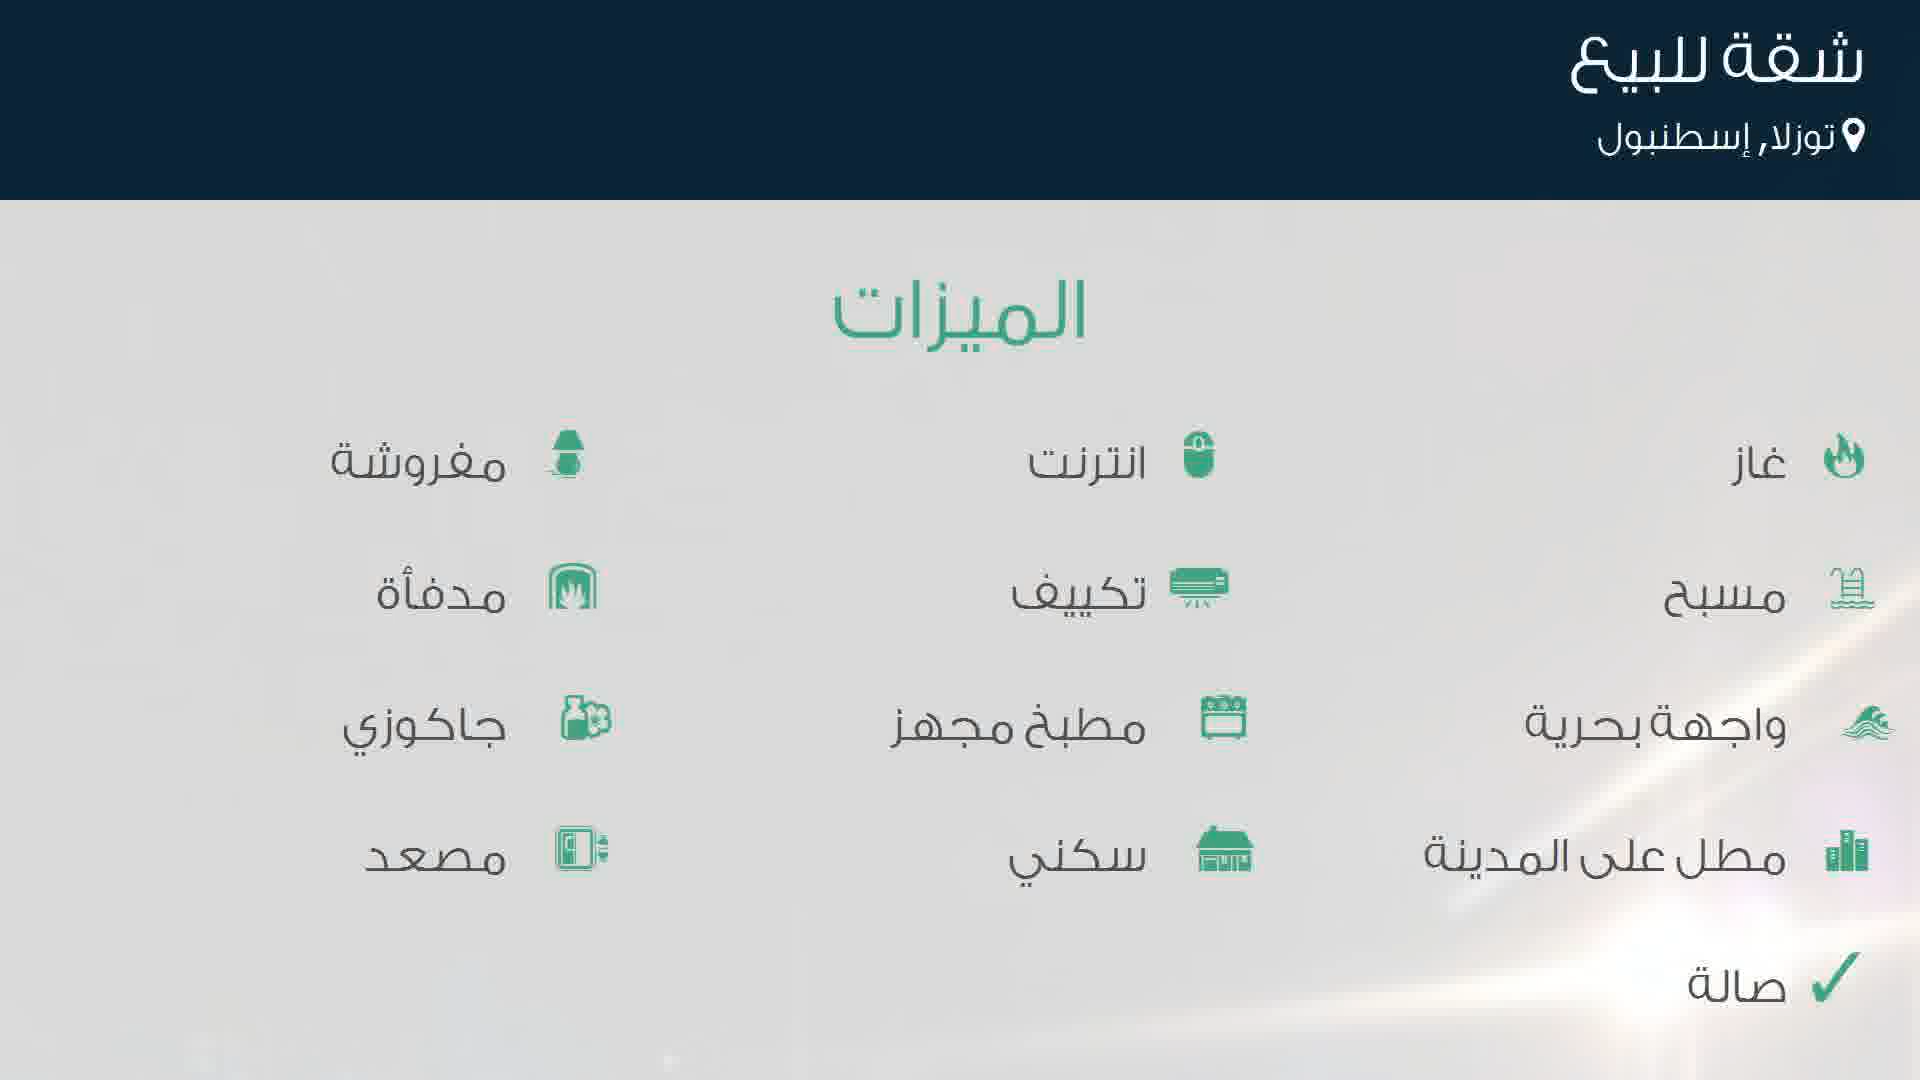 شقة للبيع
توزلا, إسطنبول
الميزات
غاز
انترنت
مفروشة
مسبح
تكييف
مدفأة
واجهة بحرية
مطبخ مجهز
جاكوزي
مطل على المدينة
سكني
مصعد
صالة